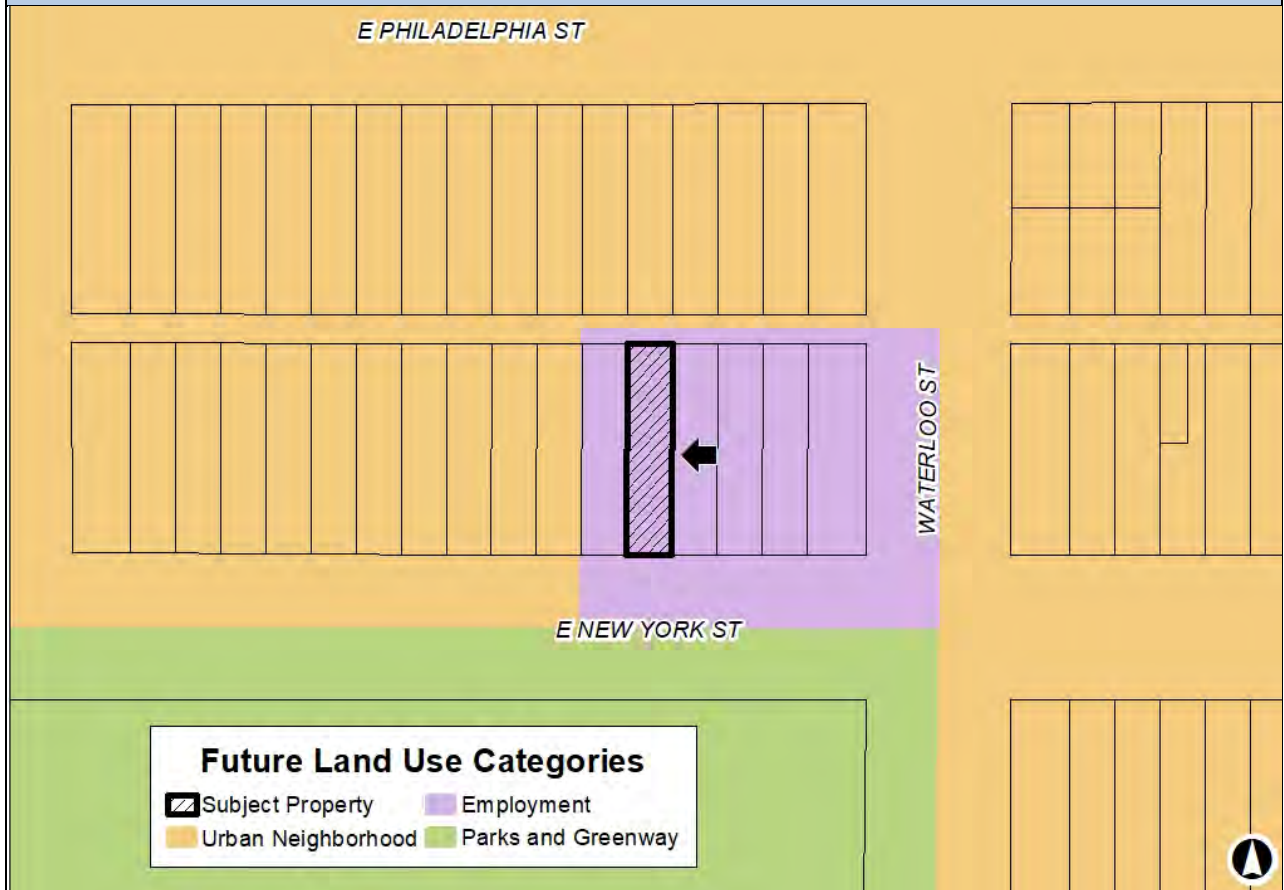 E PHILADELPHIA ST
WATERLOO ST
E NEW YORK ST
Future Land Use Categories
Subject Property
Employment
Urban Neighborhood
Parks and Greenway